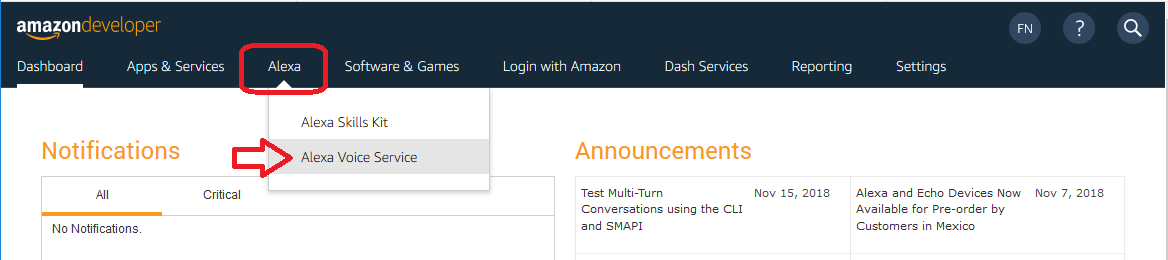 amazondeveloper
FN
?
Dashboard
Apps & Services
Alexa
Software & Games
Login with Amazon
Dash Services
Reporting
Settings
Alexa Skills Kit
Alexa Voice Service
Notifications
All
Critical
No Notifications.
Announcements
Test Multi-Turn
Conversations using the CLI
and SMAPI
Nov 15, 2018
Alexa and Echo Devices Now
Available for Pre-order by
Customers in Mexico
Nov 7, 2018